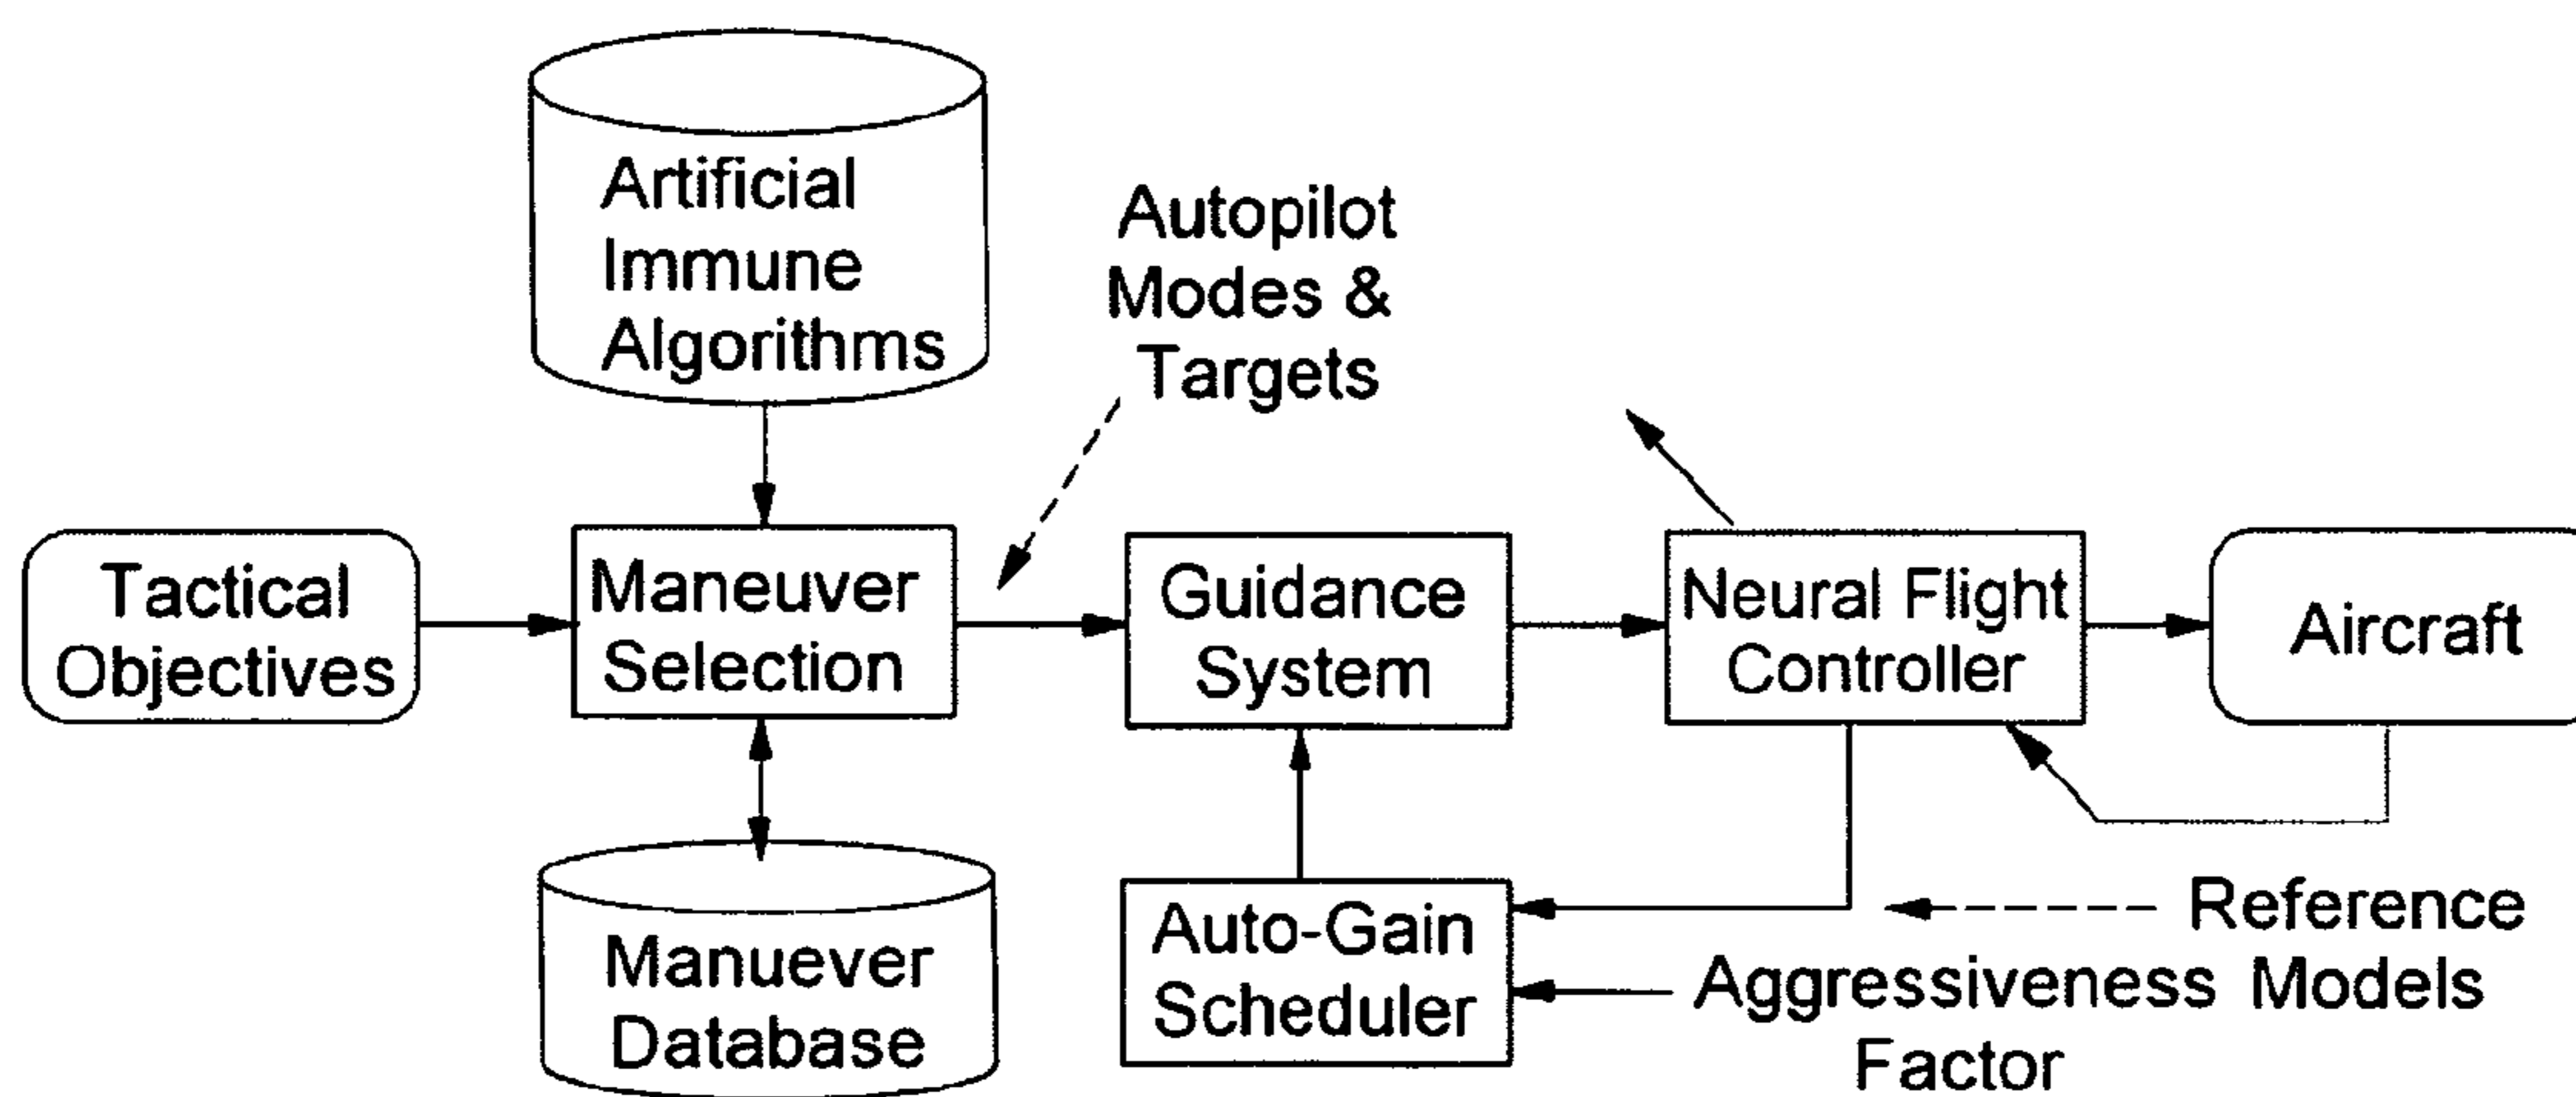 Artificial
Immune
Algorithms
Autopilot
Modes &
Targets
Tactical
Objectives
Maneuver
Selection
Guidance
System
Neural Flight
Controller
Aircraft
Manuever
Database
Auto-Gain
Scheduler
Reference
Models
Aggressiveness
Factor